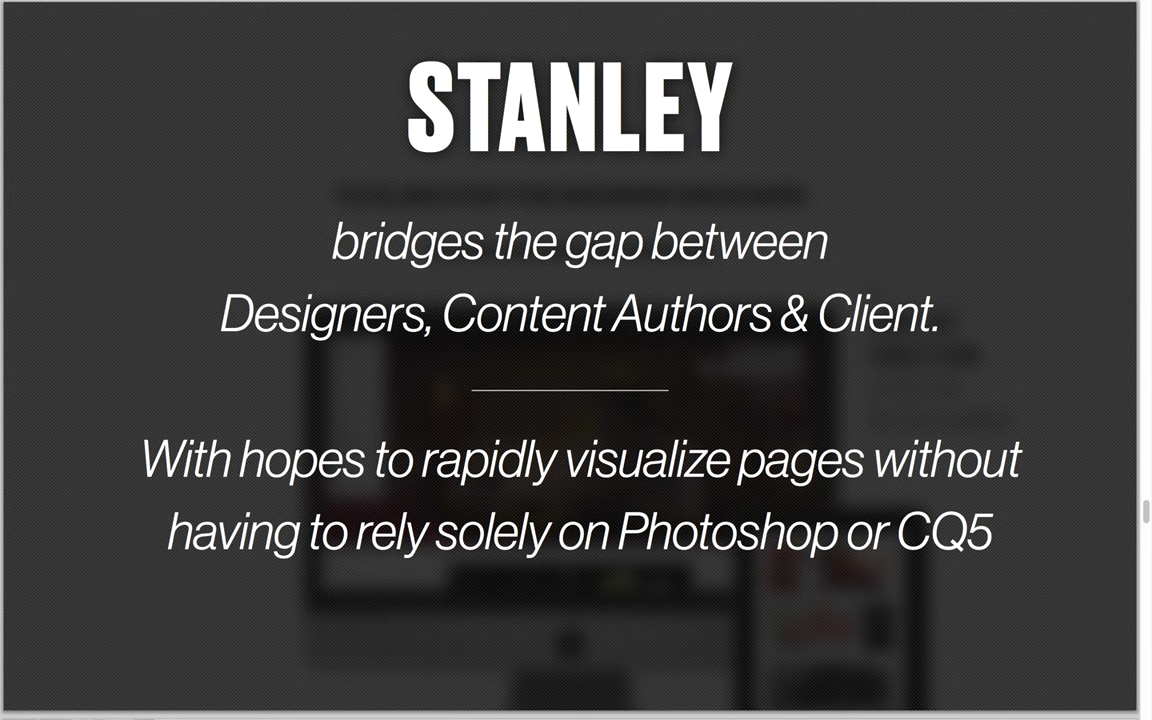 STANLEY
bridges the gap between
Designers, Content Authors & Client.
With hopes to rapidly visualize pages without
having to rely solely on Photoshop or CQ5